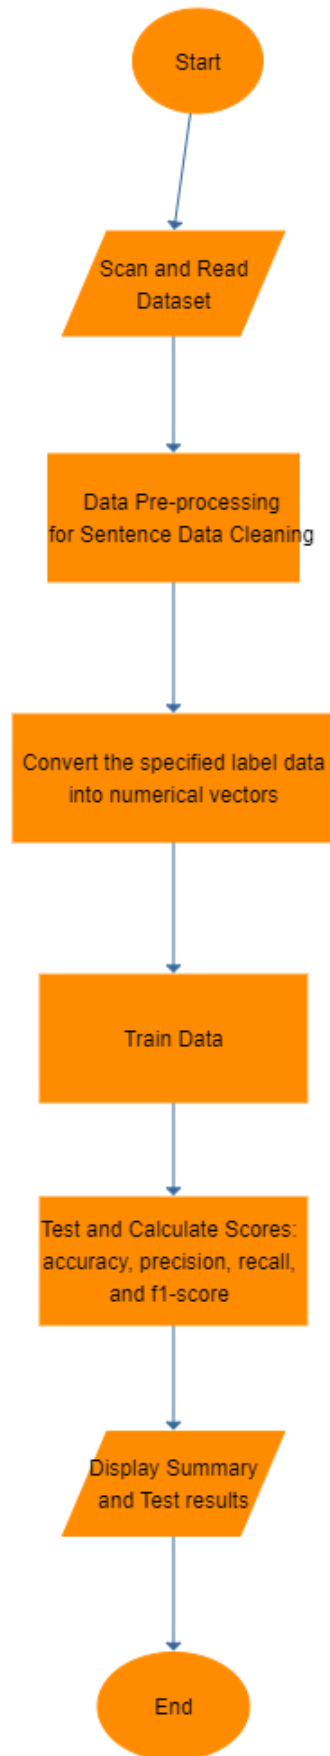 Start
Scan and Read
Dataset
Data Pre-processing
for Sentence Data Cleaning
Convert the specified label data
into numerical vectors
Train Data
Test and Calculate Scores:
accuracy, precision, recall,
and f1-score
Display Summary
and Test results
End